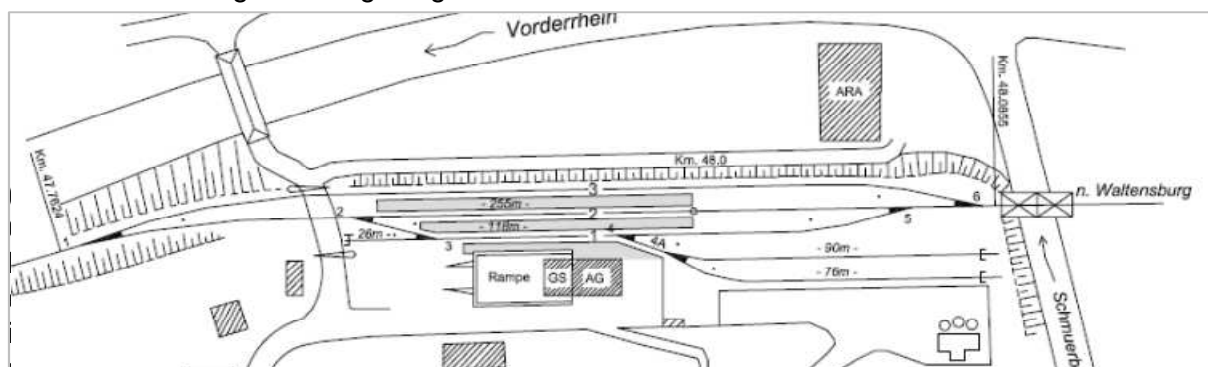 Vorderrhein
ARA
Km. 48.0855
Km. 47.7624
Km. 48.0
n. Waltensburg
3
6
- 255m -
2
2
5
1
- 118m -
26m
1
4
4A
3
- 90m -
- 76m -
Rampe
GS
AG
Schmuerb